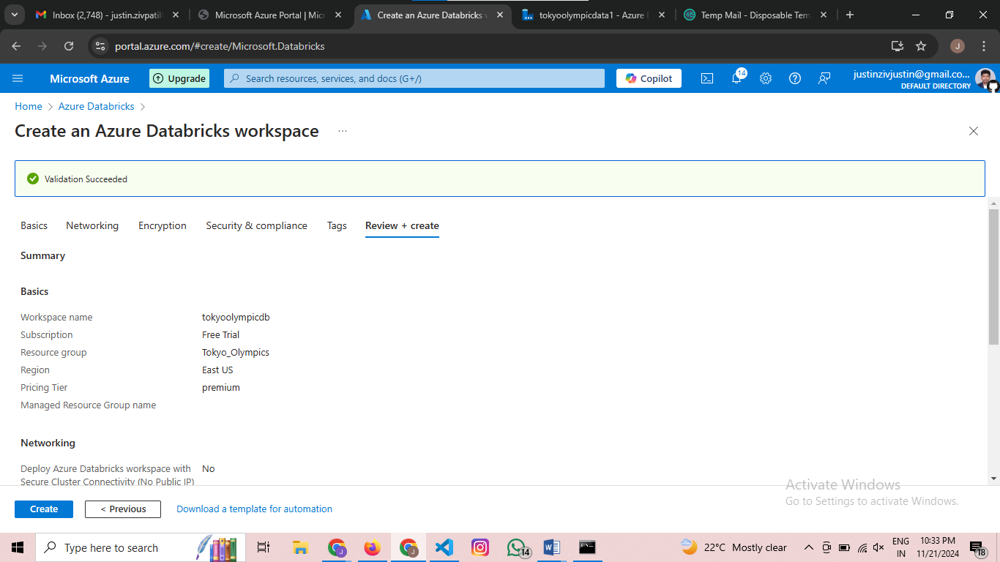 Inbox (2,748) - justin.zivpatil
Microsoft Azure Portal | Micr
Create an Azure Databricks w
tokyoolympicdata1 - Azure D
Temp Mail - Disposable Tem
portal.azure.com/#create/Microsoft.Databricks
J
Microsoft Azure
Upgrade
Search resources, services, and docs (G+/)
Copilot
14
justinzivjustin@gmail.co...
DEFAULT DIRECTORY
Home > Azure Databricks >
Create an Azure Databricks workspace ...
Validation Succeeded
Basics Networking Encryption Security & compliance Tags Review + create
Summary
Basics
Workspace name tokyoolympicdb
Subscription Free Trial
Resource group Tokyo_Olympics
Region East US
Pricing Tier premium
Managed Resource Group name
Networking
Deploy Azure Databricks workspace with No
Secure Cluster Connectivity (No Public IP)
Activate Windows
Go to Settings to activate Windows.
Create < Previous Download a template for automation
Type here to search
J
J
14
22°C Mostly clear
ENG
IN
10:33 PM
11/21/2024
18